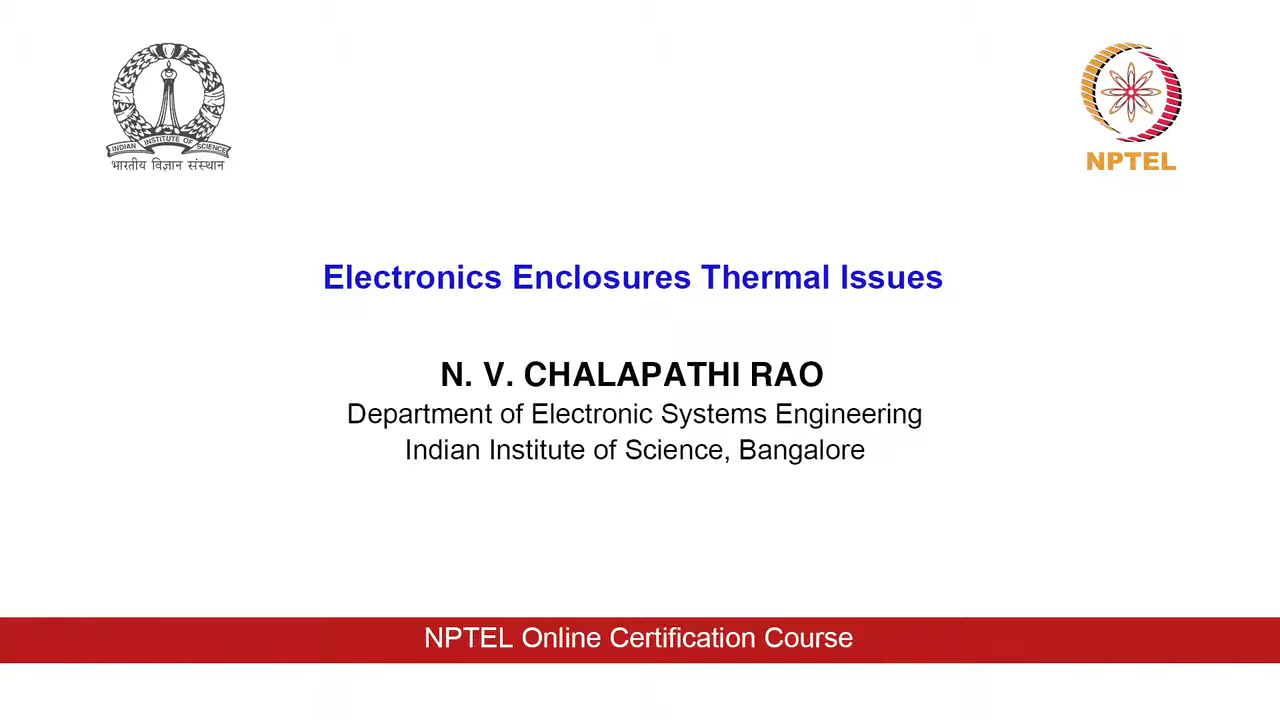 INDIAN INSTITUTE OF SCIENCE
भारतीय विज्ञान संस्थान
NPTEL
Electronics Enclosures Thermal Issues
N. V. CHALAPATHI RAO
Department of Electronic Systems Engineering
Indian Institute of Science, Bangalore
NPTEL Online Certification Course